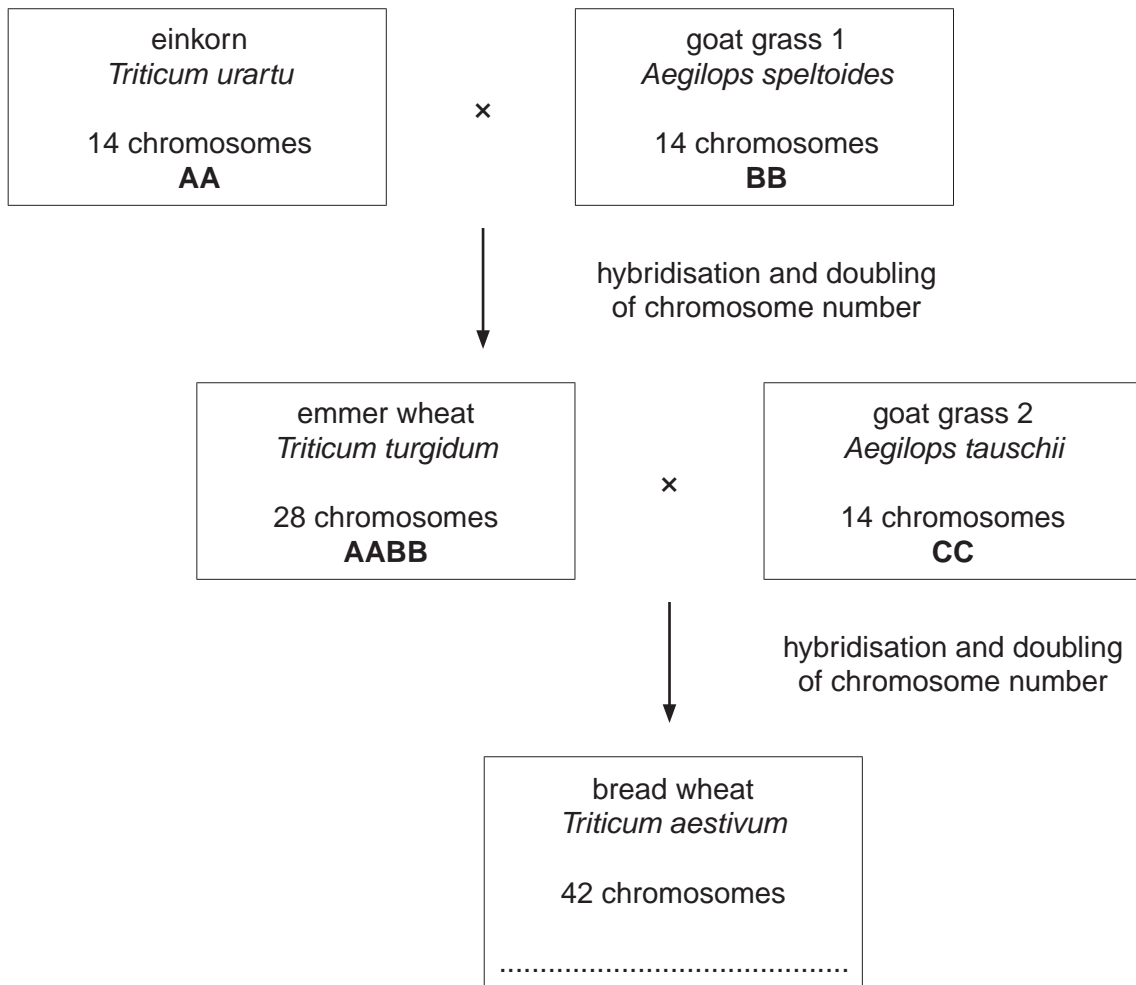 einkorn
Triticum urartu
14 chromosomes
AA
×
goat grass 1
Aegilops speltoides
14 chromosomes
BB
hybridisation and doubling
of chromosome number
emmer wheat
Triticum turgidum
28 chromosomes
AABB
×
goat grass 2
Aegilops tauschii
14 chromosomes
CC
hybridisation and doubling
of chromosome number
bread wheat
Triticum aestivum
42 chromosomes
...........................................